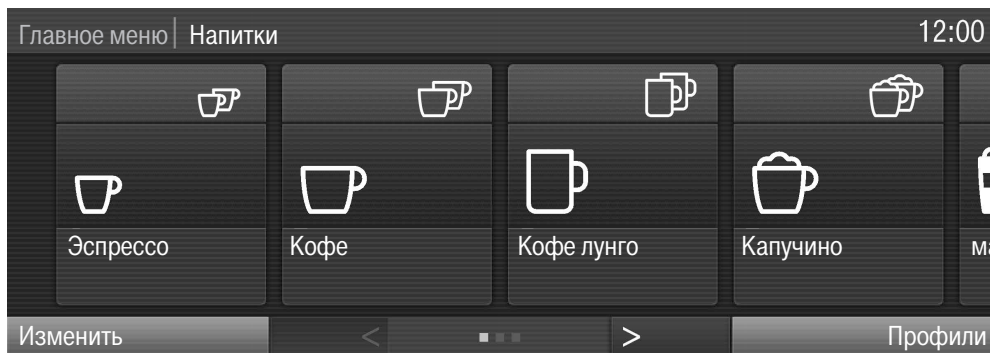 Главное меню | Напитки 12:00
Эспрессо Кофе Кофе лунго Капучино
Изменить < > Профили